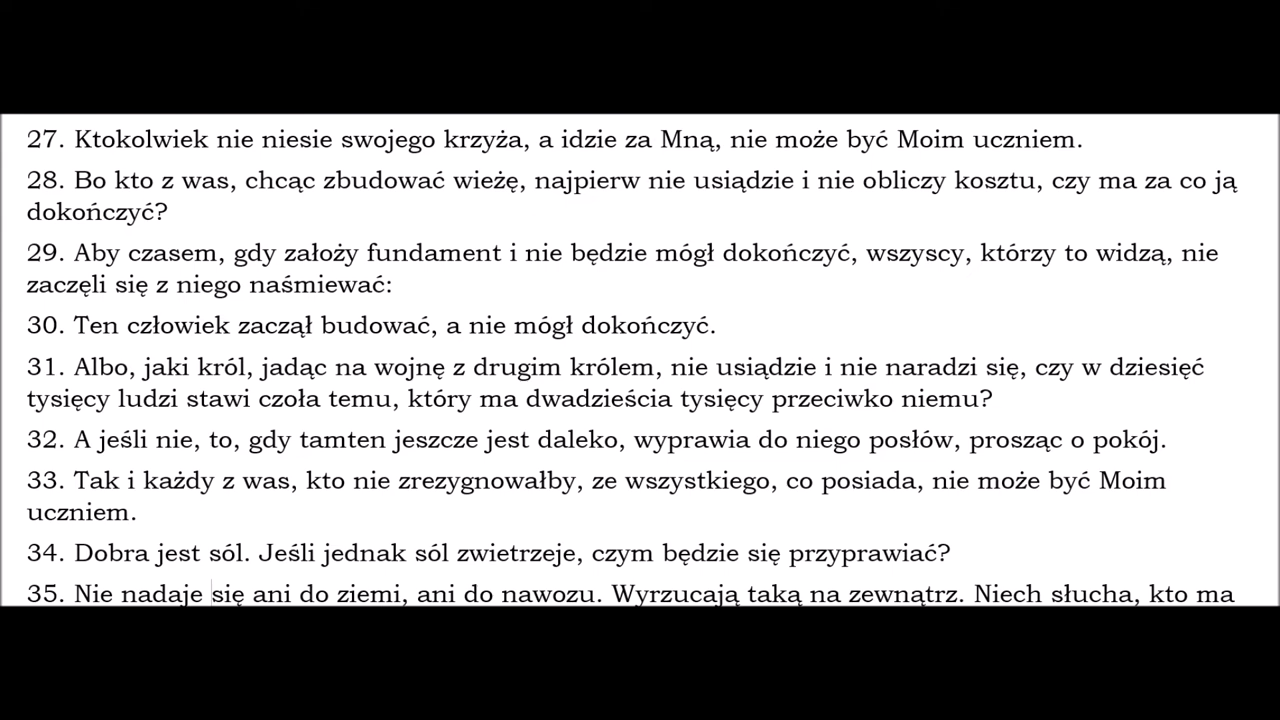 27. Ktokolwiek nie niesie swojego krzyża, a idzie za Mną, nie może być Moim uczniem.
28. Bo kto z was, chcąc zbudować wieżę, najpierw nie usiądzie i nie obliczy kosztu, czy ma za co ją
dokończyć?
29. Aby czasem, gdy założy fundament i nie będzie mógł dokończyć, wszyscy, którzy to widzą, nie
zaczęli się z niego naśmiewać:
30. Ten człowiek zaczął budować, a nie mógł dokończyć.
31. Albo, jaki król, jadąc na wojnę z drugim królem, nie usiądzie i nie naradzi się, czy w dziesięć
tysięcy ludzi stawi czoła temu, który ma dwadzieścia tysięcy przeciwko niemu?
32. A jeśli nie, to, gdy tamten jeszcze jest daleko, wyprawia do niego posłów, prosząc o pokój.
33. Tak i każdy z was, kto nie zrezygnowałby, ze wszystkiego, co posiada, nie może być Moim
uczniem.
34. Dobra jest sól. Jeśli jednak sól zwietrzeje, czym będzie się przyprawiać?
35. Nie nadaje się ani do ziemi, ani do nawozu. Wyrzucają taką na zewnątrz. Niech słucha, kto ma